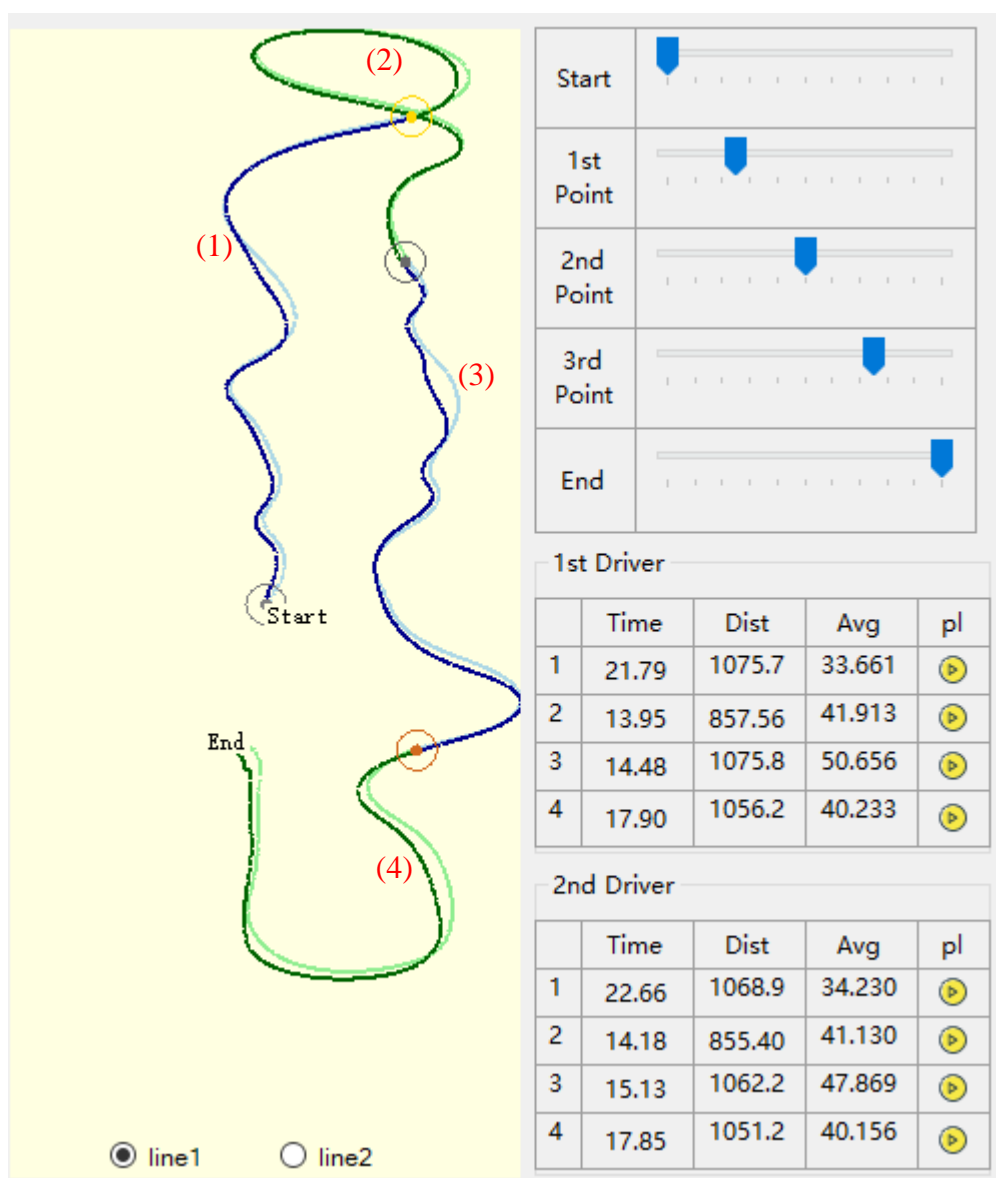 (2)
(1)
(3)
Start
End
(4)
line1 line2
Start
1st
Point
2nd
Point
3rd
Point
End
1st Driver
Time Dist Avg pl
1 21.79 1075.7 33.661
2 13.95 857.56 41.913
3 14.48 1075.8 50.656
4 17.90 1056.2 40.233
2nd Driver
Time Dist Avg pl
1 22.66 1068.9 34.230
2 14.18 855.40 41.130
3 15.13 1062.2 47.869
4 17.85 1051.2 40.156